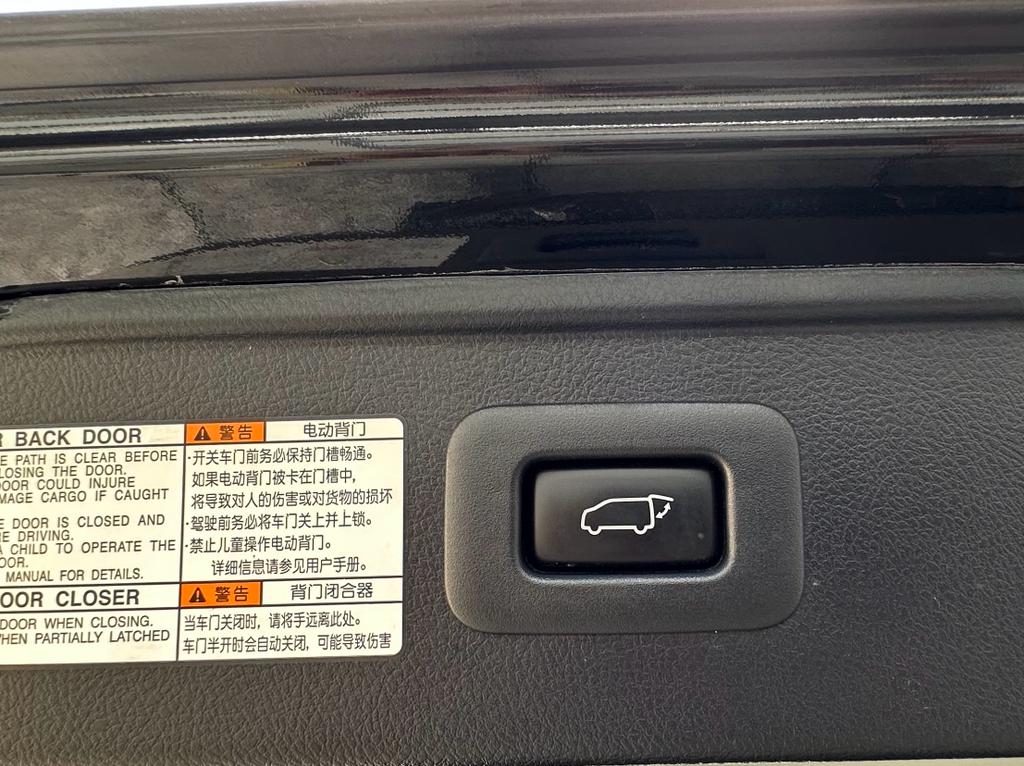 R BACK DOOR
E PATH IS CLEAR BEFORE
LOSING THE DOOR.
OOR COULD INJURE
MAGE CARGO IF CAUGHT
E DOOR IS CLOSED AND
RE DRIVING.
A CHILD TO OPERATE THE
OOR.
MANUAL FOR DETAILS.
OOR CLOSER
DOOR WHEN CLOSING.
HEN PARTIALLY LATCHED
警告 电动背门
·开关车门前务必保持门槽畅通。
如果电动背门被卡在门槽中,
将导致对人的伤害或对货物的损坏
·驾驶前务必将车门关上并上锁。
·禁止儿童操作电动背门。
详细信息请参见用户手册。
警告 背门闭合器
当车门关闭时, 请将手远离此处。
车门半开时会自动关闭, 可能导致伤害